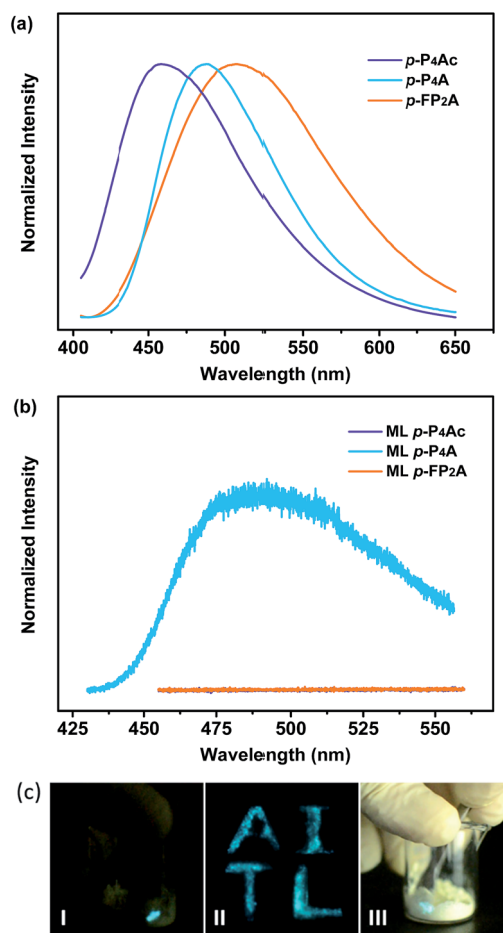 (a)
p-P4Ac
p-P4A
p-FP2A
Normalized Intensity
400 450 500 550 600 650
Wavelength (nm)
(b)
ML p-P4Ac
ML p-P4A
ML p-FP2A
Normalized Intensity
425 450 475 500 525 550
Wavelength (nm)
(c)
A I
T L
I II III